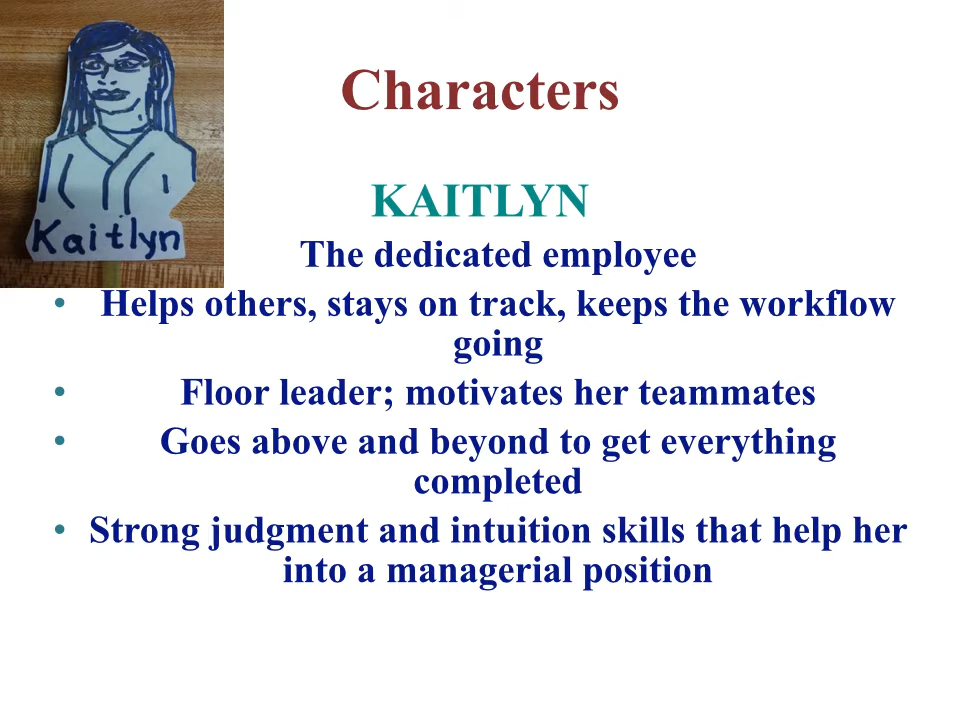 Characters
Kaitlyn
KAITLYN
The dedicated employee
• Helps others, stays on track, keeps the workflow
going
• Floor leader; motivates her teammates
• Goes above and beyond to get everything
completed
• Strong judgment and intuition skills that help her
into a managerial position